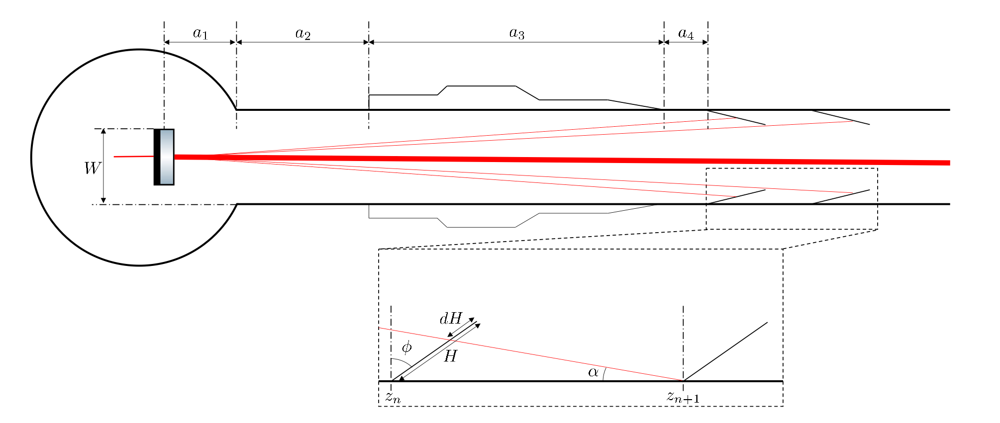 a₁ a₂ a₃ a₄
W
dH
ϕ
H
α
zₙ zₙ₊₁